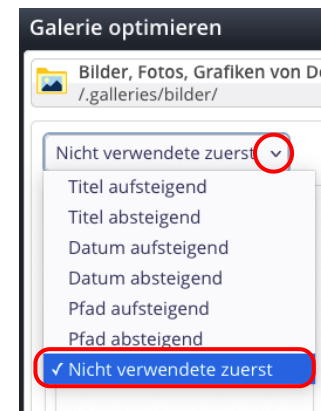 Galerie optimieren
Bilder, Fotos, Grafiken von D
/.galleries/bilder/
Nicht verwendete zuerst
Titel aufsteigend
Titel absteigend
Datum aufsteigend
Datum absteigend
Pfad aufsteigend
Pfad absteigend
✓ Nicht verwendete zuerst